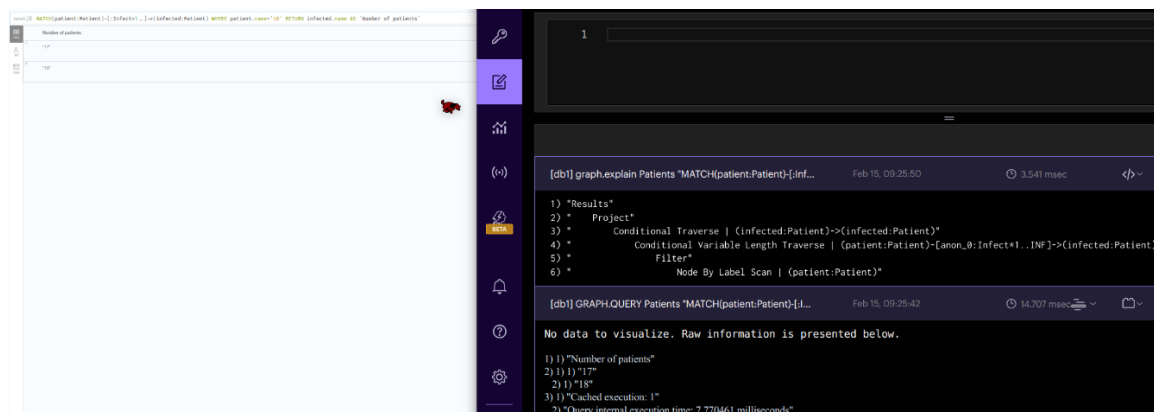 neo4j$ MATCH(patient:Patient)-[:Infect*1..]->(infected:Patient) WHERE patient.name='16' RETURN infected.name AS `Number of patients`
Number of patients
"17"
"18"
1
[db1] graph.explain Patients "MATCH(patient:Patient)-[:Inf... Feb 15, 09:25:50 3.541 msec
1) "Results"
2) " Project"
3) " Conditional Traverse | (infected:Patient)->(infected:Patient)"
4) " Conditional Variable Length Traverse | (patient:Patient)-[anon_0:Infect*1..INF]->(infected:Patient)
5) " Filter"
6) " Node By Label Scan | (patient:Patient)"
BETA
[db1] GRAPH.QUERY Patients "MATCH(patient:Patient)-[:I... Feb 15, 09:25:42 14.707 msec
No data to visualize. Raw information is presented below.
1) 1) "Number of patients"
2) 1) 1) "17"
2) 1) "18"
3) 1) "Cached execution: 1"
2) "Query internal execution time: 7.770461 milliseconds"